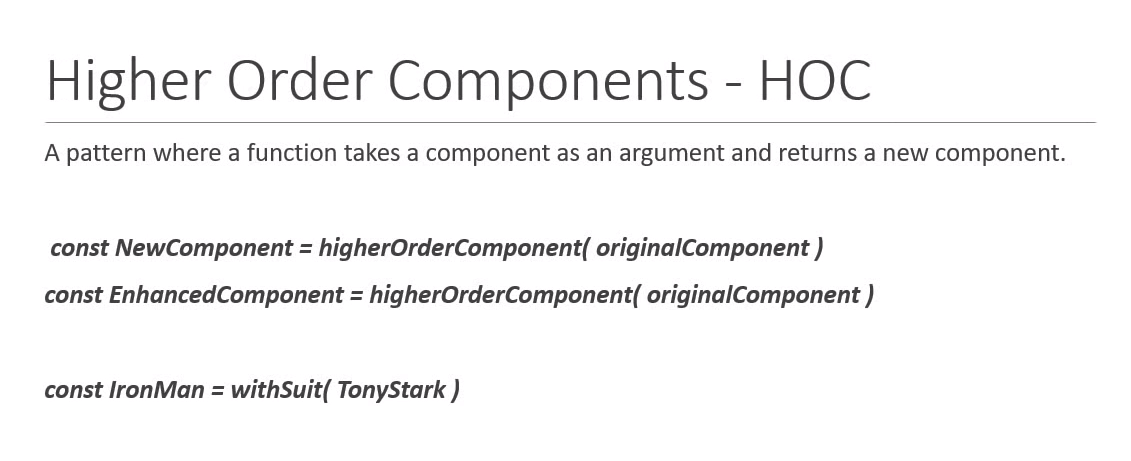 Higher Order Components - HOC
A pattern where a function takes a component as an argument and returns a new component.
const NewComponent = higherOrderComponent( originalComponent )
const EnhancedComponent = higherOrderComponent( originalComponent )
const IronMan = withSuit( TonyStark )